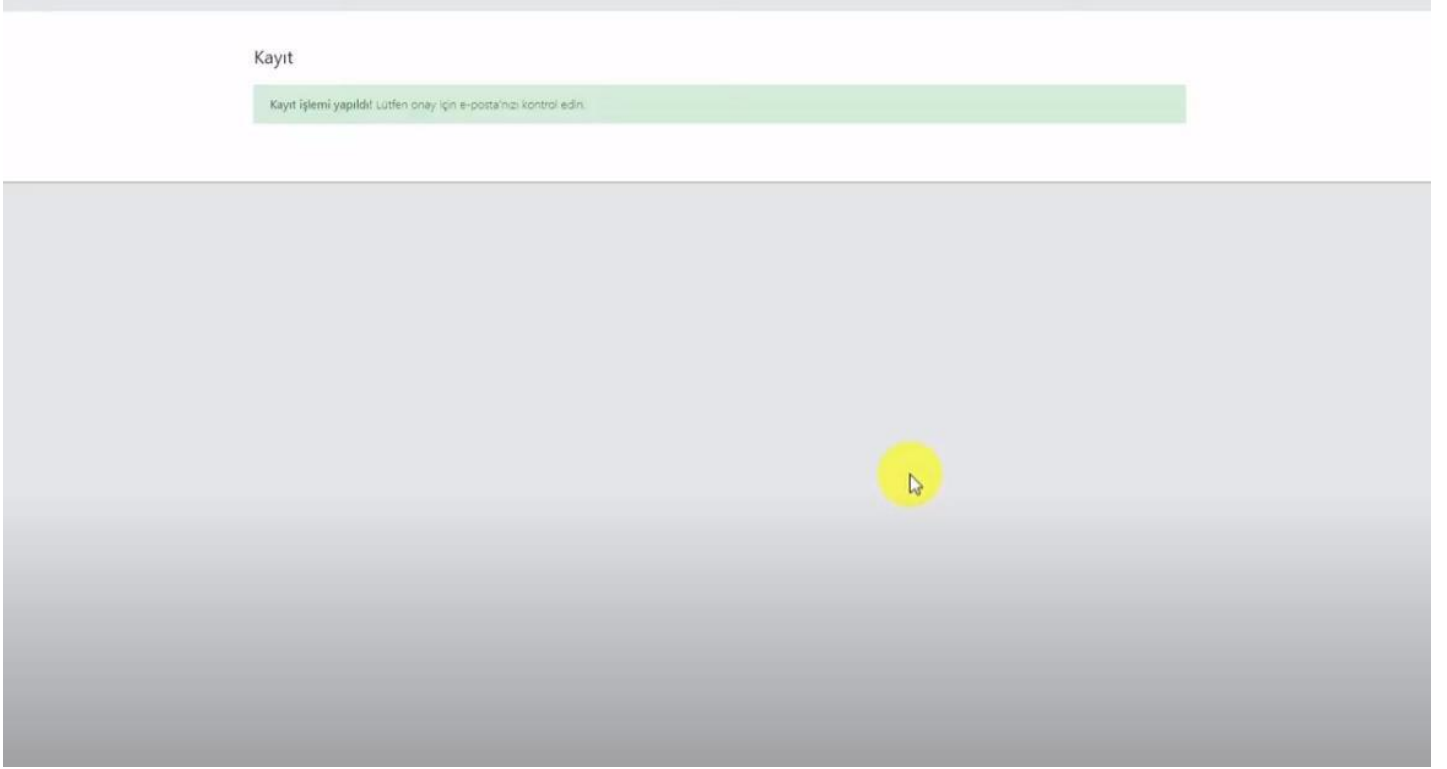 Kayıt
Kayıt işlemi yapıldı! Lütfen onay için e-posta'nızı kontrol edin.